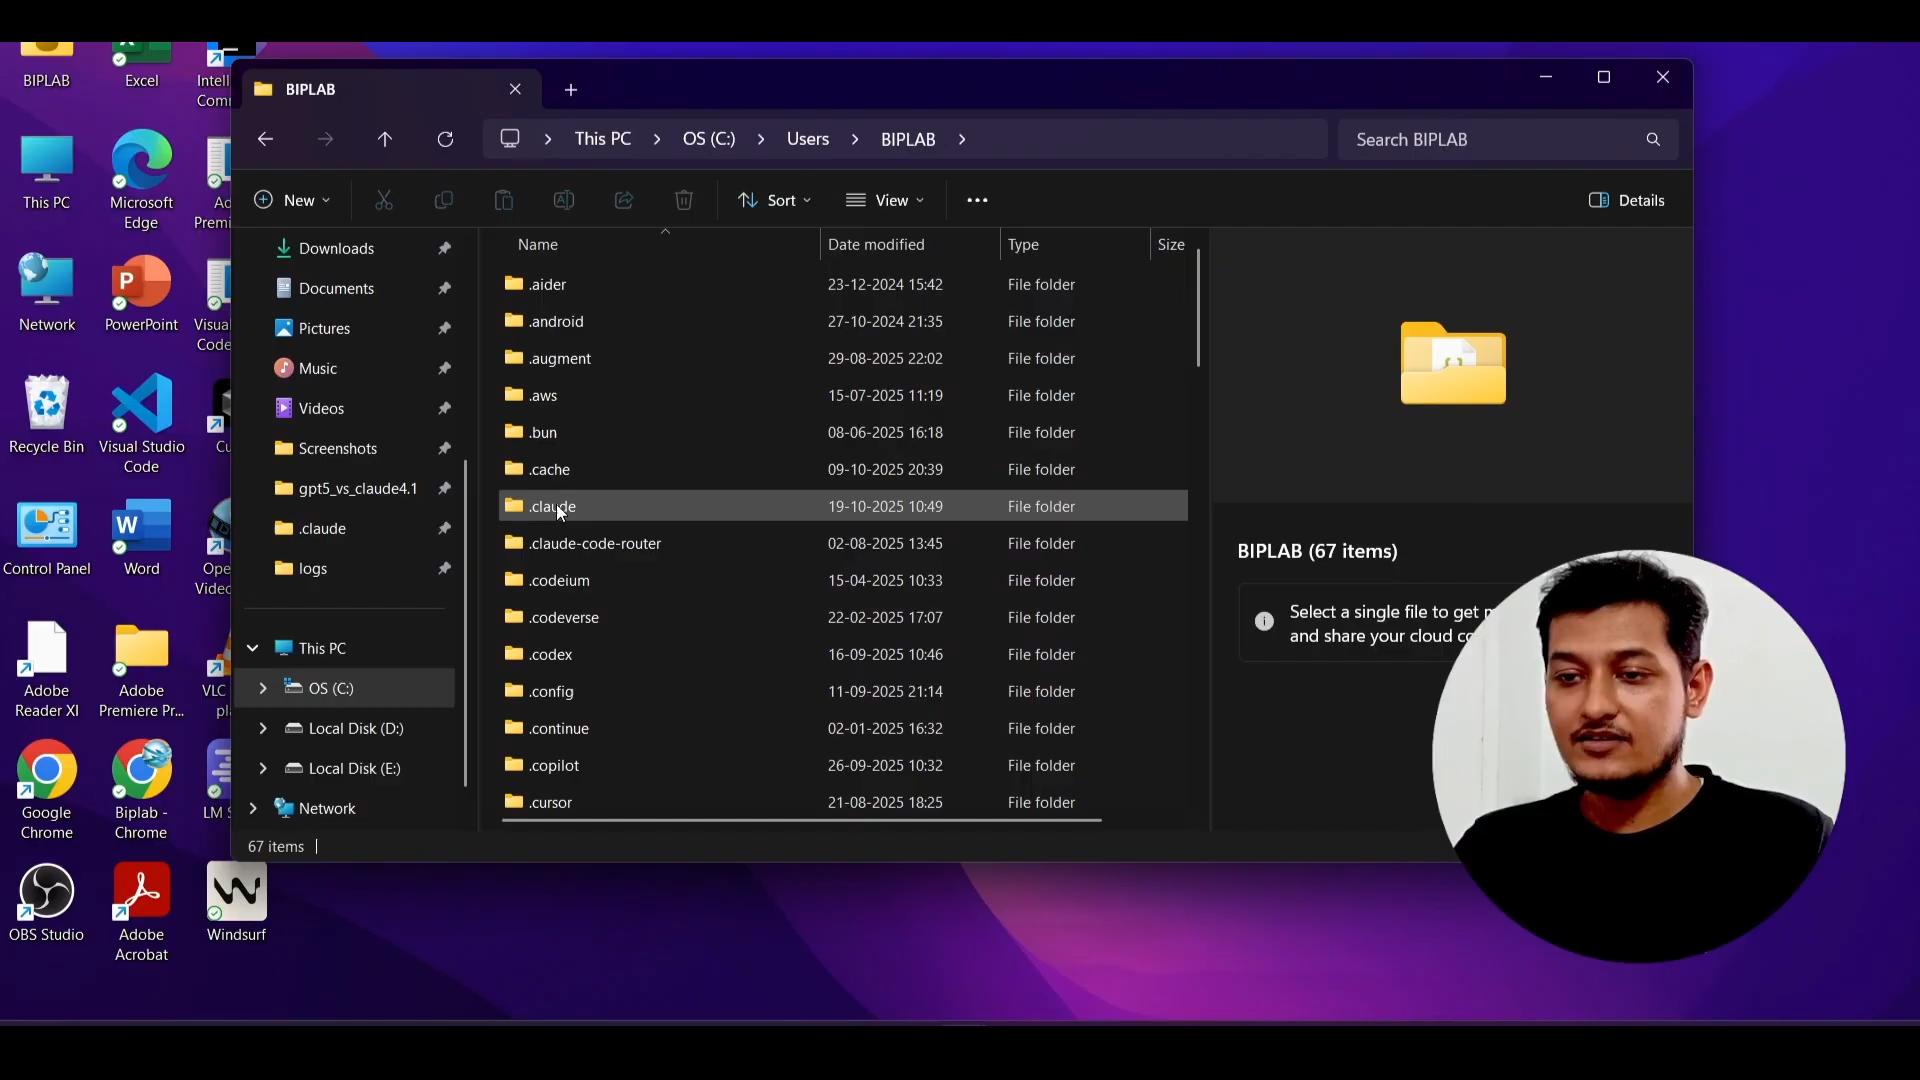 BIPLAB
Excel
Intel
Com
This PC
Microsoft
Edge
Ad
Premi
Network
PowerPoint
Visual
Code
Recycle Bin
Visual Studio
Code
Cu
Control Panel
Word
Ope
Video
Adobe
Reader XI
Adobe
Premiere Pr...
VLC
pl
Google
Chrome
Biplab -
Chrome
LM S
OBS Studio
Adobe
Acrobat
Windsurf
BIPLAB
This PC
OS (C:)
Users
BIPLAB
Search BIPLAB
New
Sort
View
Details
Downloads
Documents
Pictures
Music
Videos
Screenshots
gpt5_vs_claude4.1
.claude
logs
This PC
OS (C:)
Local Disk (D:)
Local Disk (E:)
Network
Name Date modified Type Size
.aider 23-12-2024 15:42 File folder
.android 27-10-2024 21:35 File folder
.augment 29-08-2025 22:02 File folder
.aws 15-07-2025 11:19 File folder
.bun 08-06-2025 16:18 File folder
.cache 09-10-2025 20:39 File folder
.claude 19-10-2025 10:49 File folder
.claude-code-router 02-08-2025 13:45 File folder
.codeium 15-04-2025 10:33 File folder
.codeverse 22-02-2025 17:07 File folder
.codex 16-09-2025 10:46 File folder
.config 11-09-2025 21:14 File folder
.continue 02-01-2025 16:32 File folder
.copilot 26-09-2025 10:32 File folder
.cursor 21-08-2025 18:25 File folder
BIPLAB (67 items)
Select a single file to get
and share your cloud
67 items